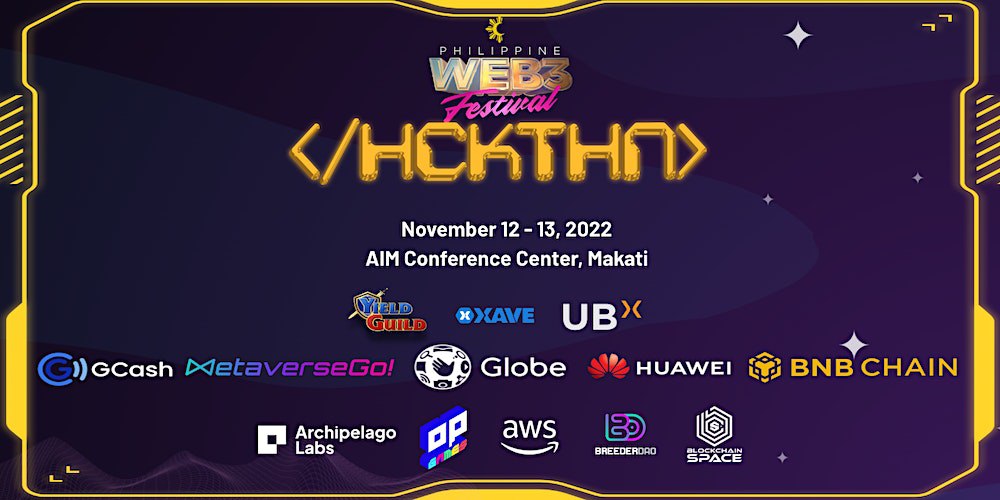 PHILIPPINE
WEB3
Festival
</HCKTHN>
November 12 - 13, 2022
AIM Conference Center, Makati
YIELD
GUILD
XAVE
UBX
GCash
MetaverseGo!
Globe
HUAWEI
BNB CHAIN
Archipelago
Labs
OP
GAMES
aws
BREEDERDAO
BLOCKCHAIN
SPACE